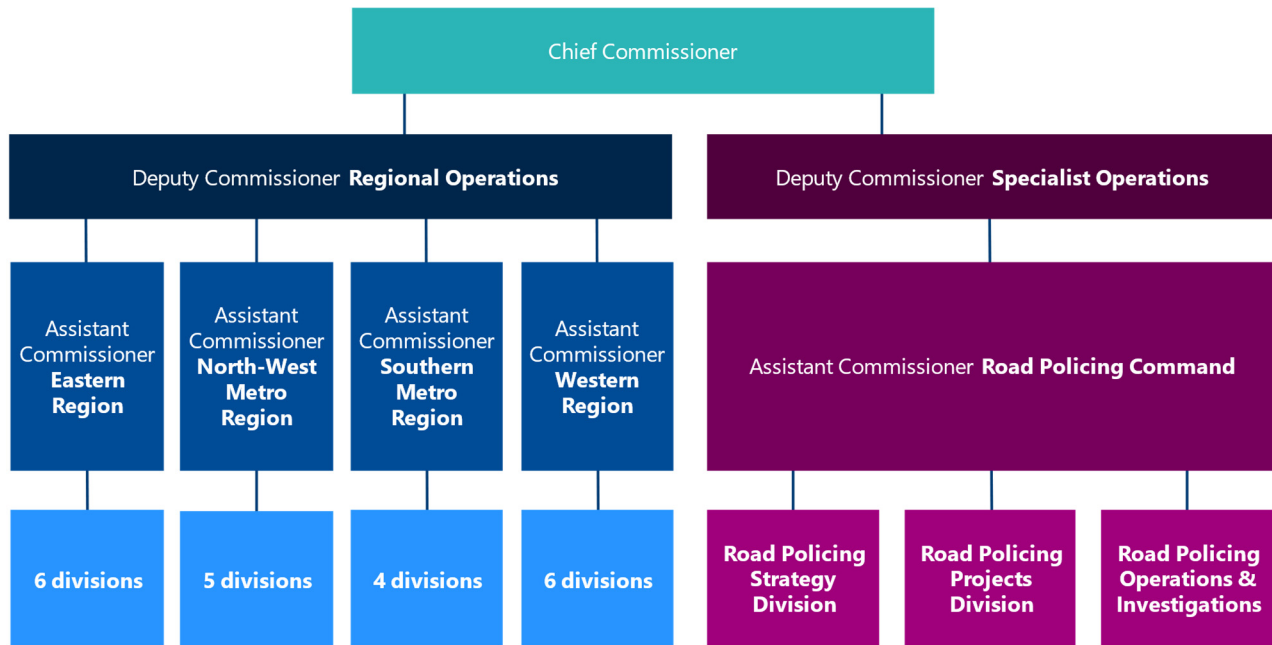 Chief Commissioner
Deputy Commissioner Regional Operations
Deputy Commissioner Specialist Operations
Assistant
Commissioner
Eastern
Region
Assistant
Commissioner
North-West
Metro
Region
Assistant
Commissioner
Southern
Metro
Region
Assistant
Commissioner
Western
Region
Assistant Commissioner Road Policing Command
6 divisions
5 divisions
4 divisions
6 divisions
Road Policing
Strategy
Division
Road Policing
Projects
Division
Road Policing
Operations &
Investigations